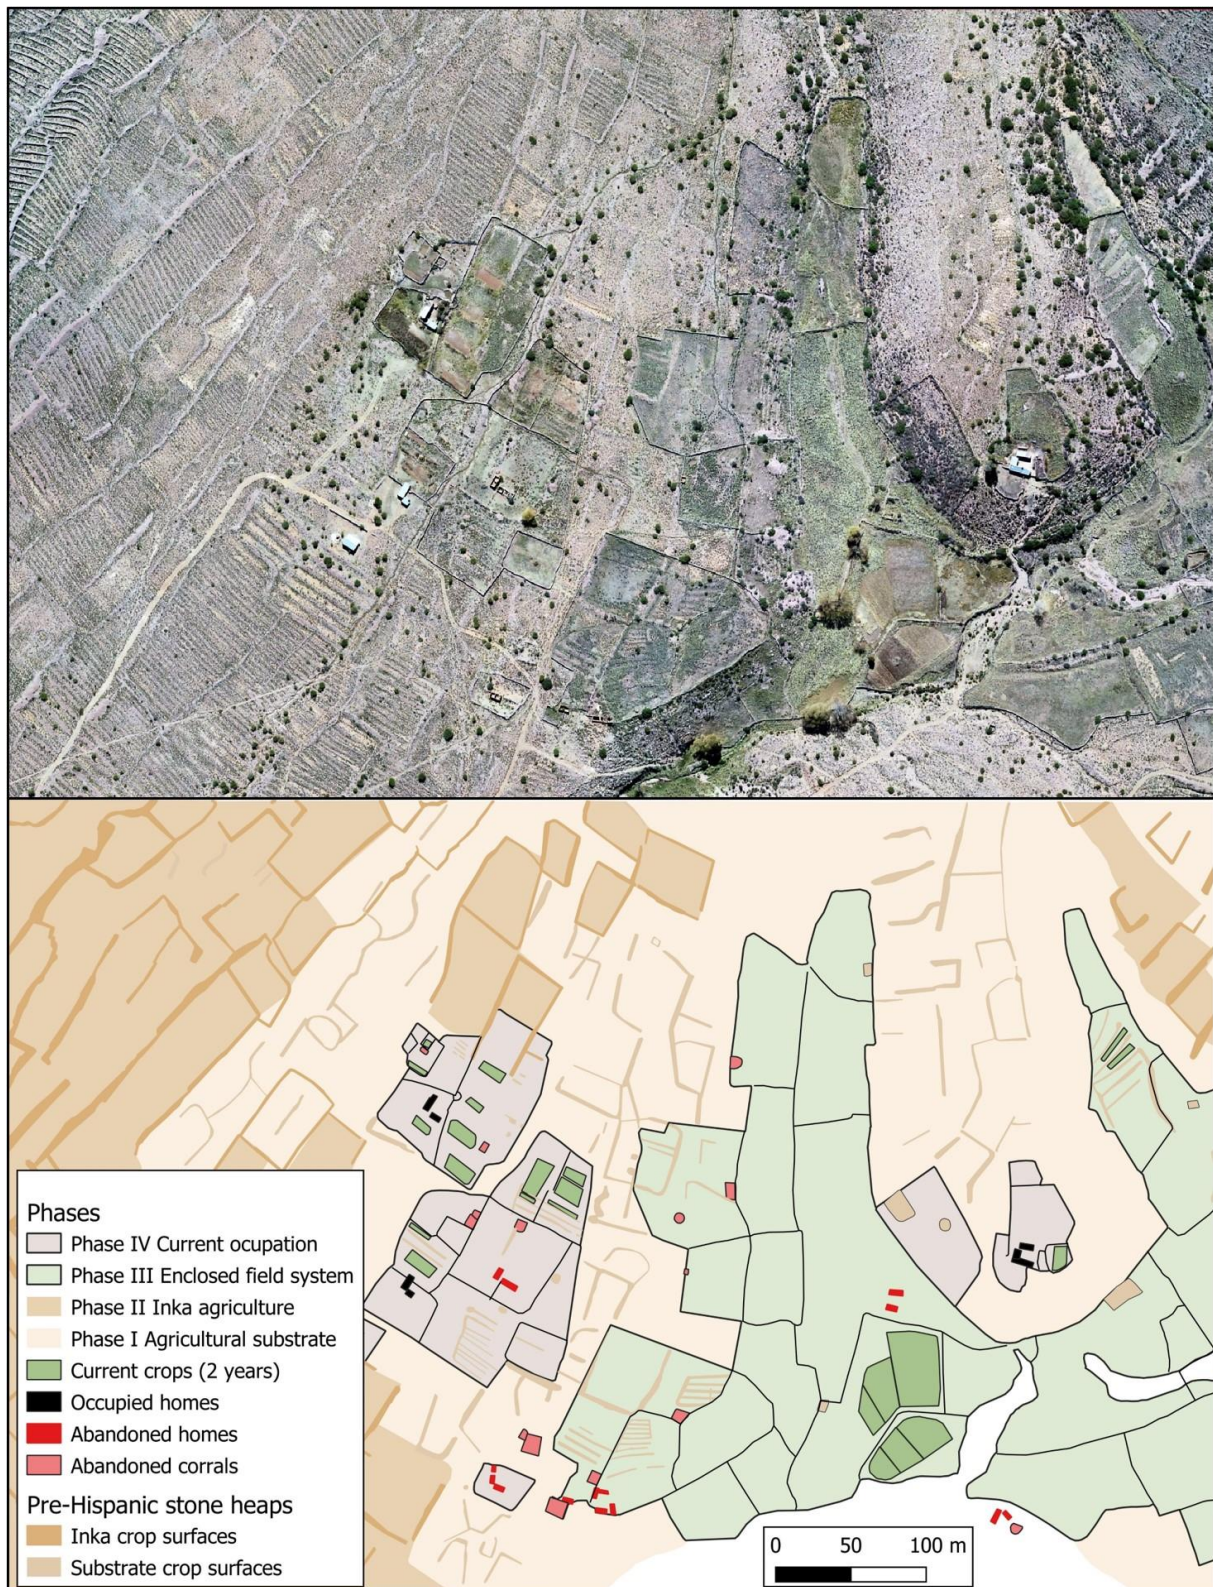 Phases
Phase IV Current ocupation
Phase III Enclosed field system
Phase II Inka agriculture
Phase I Agricultural substrate
Current crops (2 years)
Occupied homes
Abandoned homes
Abandoned corrals
Pre-Hispanic stone heaps
Inka crop surfaces
Substrate crop surfaces
0 50 100 m